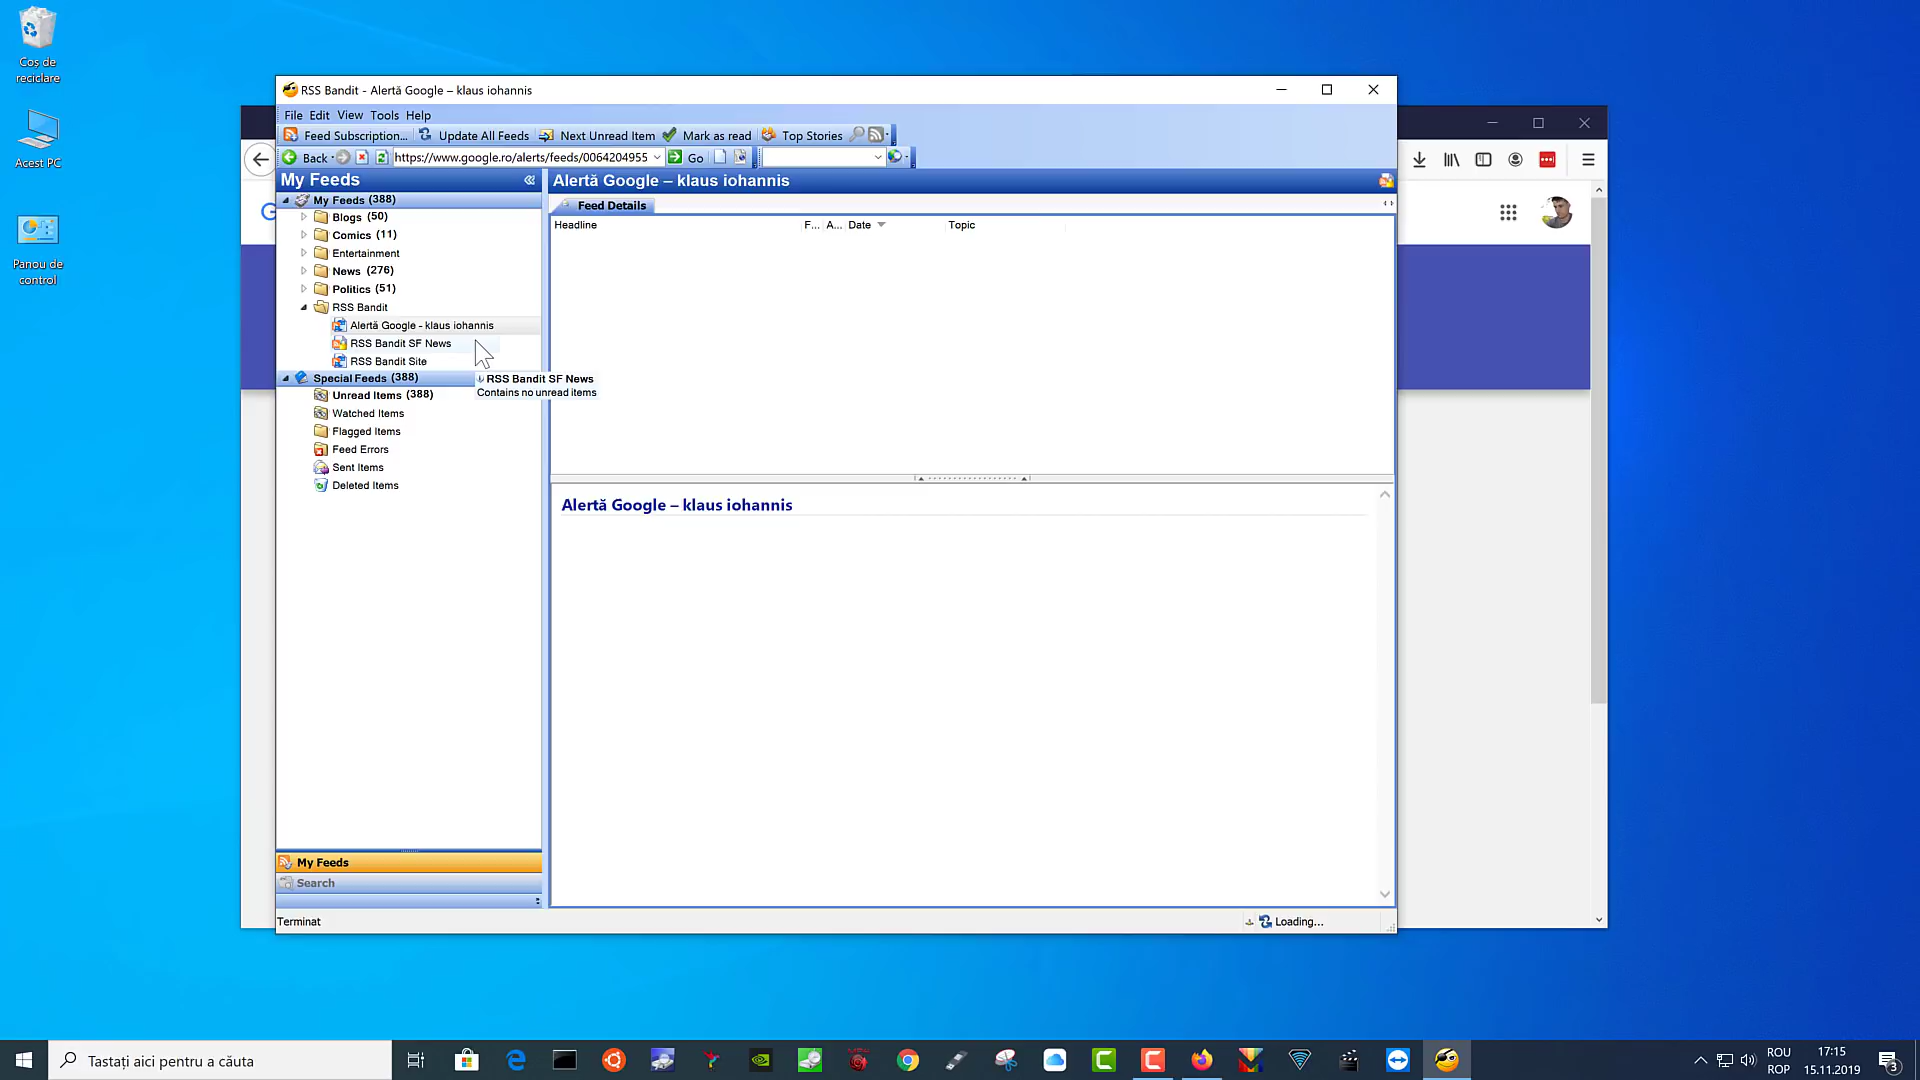 Coș de
reciclare
Acest PC
Panou de
control
RSS Bandit - Alertă Google – klaus iohannis
File Edit View Tools Help
Feed Subscription... Update All Feeds Next Unread Item Mark as read Top Stories
Back https://www.google.ro/alerts/feeds/0064204955 Go
My Feeds
Alertă Google – klaus iohannis
My Feeds (388)
Feed Details
Blogs (50)
Headline F... A... Date Topic
Comics (11)
Entertainment
News (276)
Politics (51)
RSS Bandit
Alertă Google - klaus iohannis
RSS Bandit SF News
RSS Bandit Site
Special Feeds (388)
RSS Bandit SF News
Contains no unread items
Unread Items (388)
Watched Items
Flagged Items
Feed Errors
Sent Items
Deleted Items
Alertă Google – klaus iohannis
My Feeds
Search
Terminat
Loading...
Tastați aici pentru a căuta
ROU
ROP
17:15
15.11.2019
3